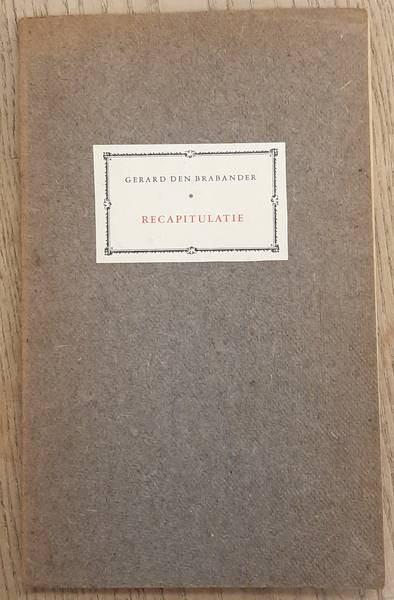 GERARD DEN BRABANDER
*
RECAPITULATIE